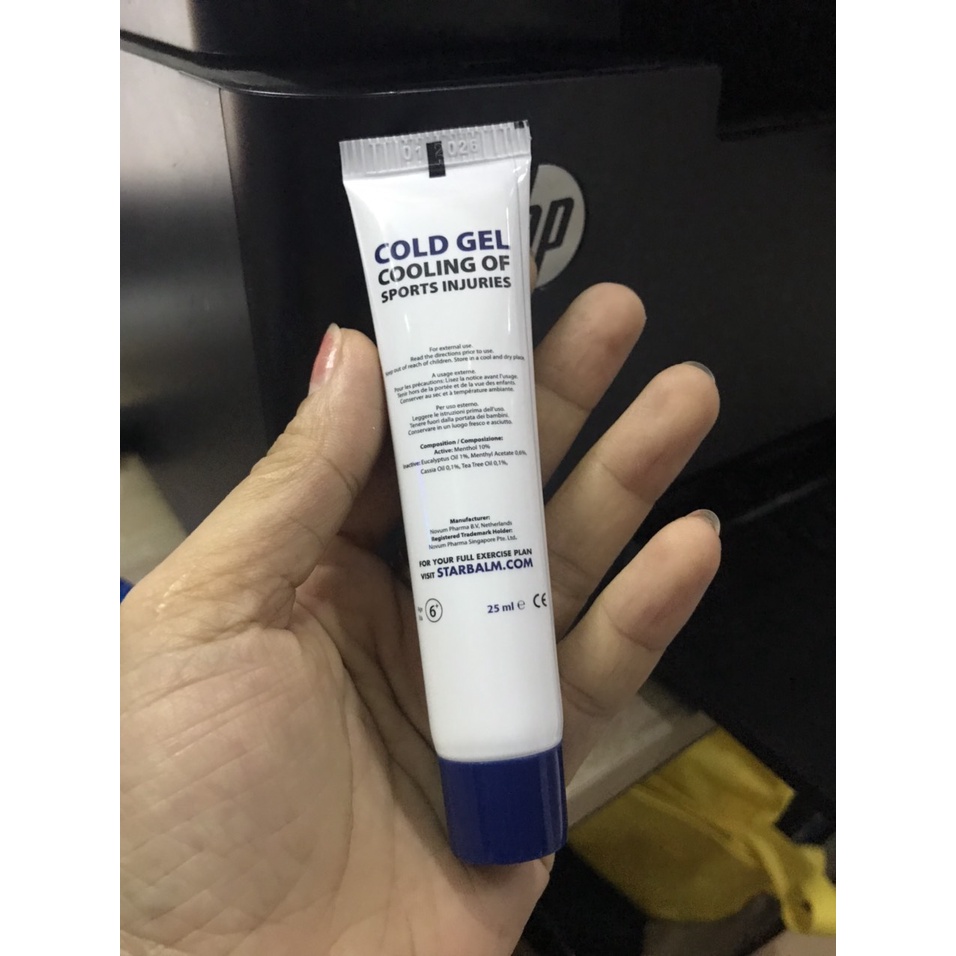 01 2026
hp
COLD GEL
COOLING OF
SPORTS INJURIES
For external use.
Read the directions prior to use.
Keep out of reach of children. Store in a cool and dry place.
A usage externe.
Pour les précautions: Lisez la notice avant l'usage.
Tenir hors de la portée et de la vue des enfants.
Conserver au sec et à température ambiante.
Per uso esterno.
Leggere le istruzioni prima dell'uso.
Tenere fuori dalla portata dei bambini.
Conservare in un luogo fresco e asciutto.
Composition / Composizione:
Active: Menthol 10%
Inactive: Eucalyptus Oil 1%, Menthyl Acetate 0,6%,
Cassia Oil 0,1%, Tea Tree Oil 0,1%,
Manufacturer:
Novum Pharma B.V, Netherlands
Registered Trademark Holder:
Novum Pharma Singapore Pte. Ltd.
FOR YOUR FULL EXERCISE PLAN
VISIT STARBALM.COM
6+
25 ml ℮ CE